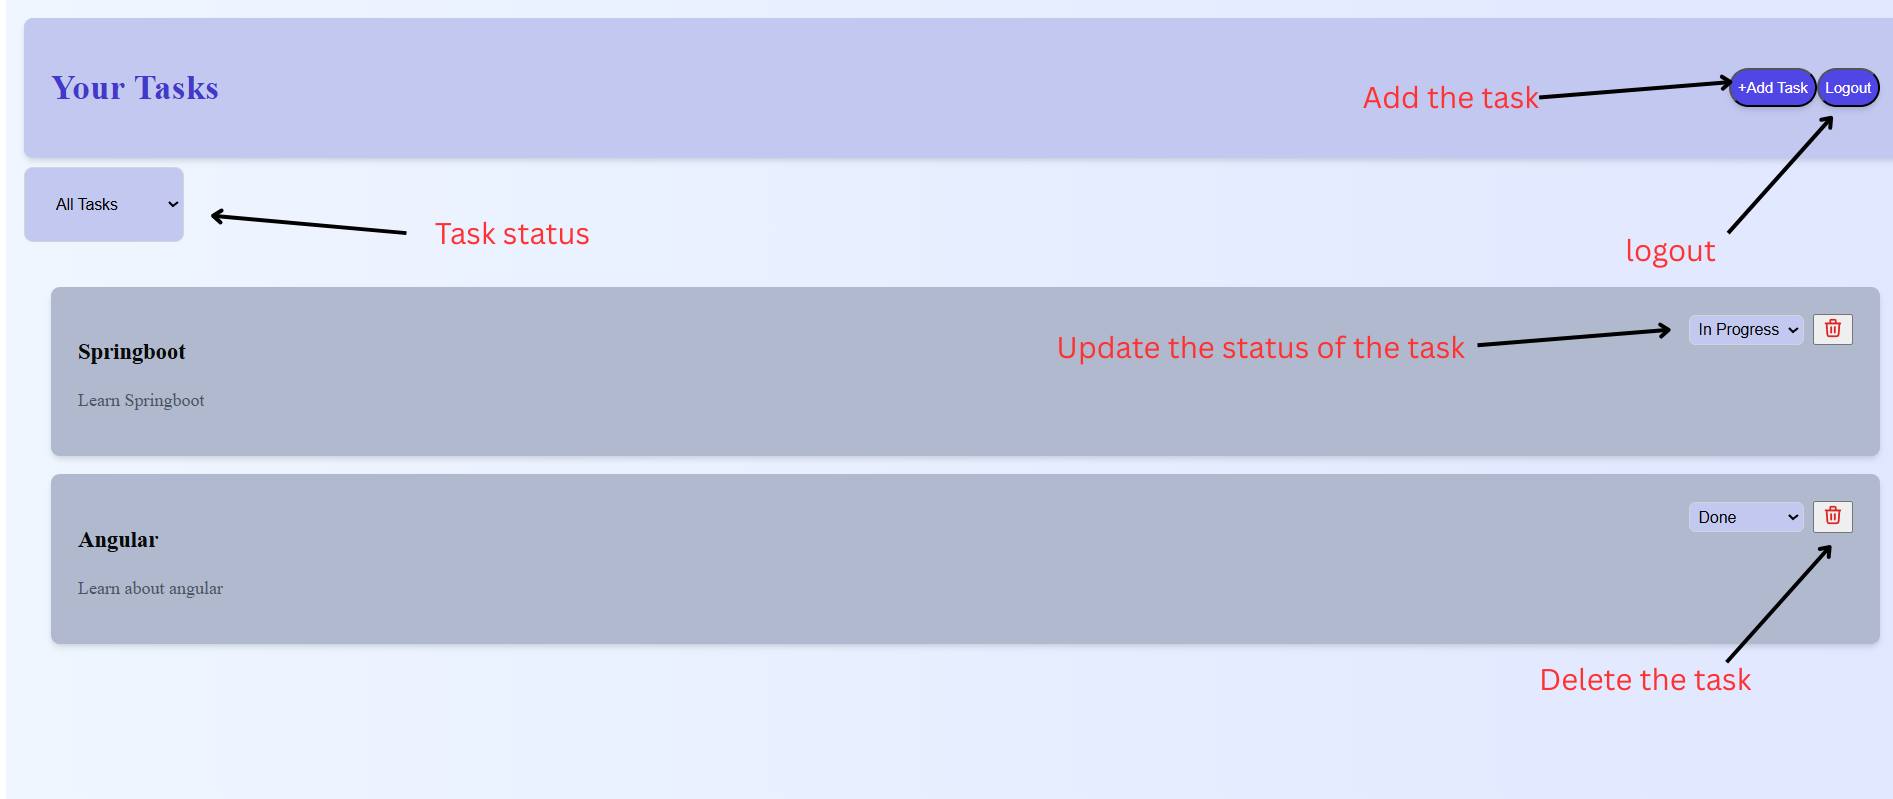 Your Tasks
Add the task
+Add Task
Logout
All Tasks
Task status
logout
Springboot
Learn Springboot
Update the status of the task
In Progress
Angular
Learn about angular
Done
Delete the task